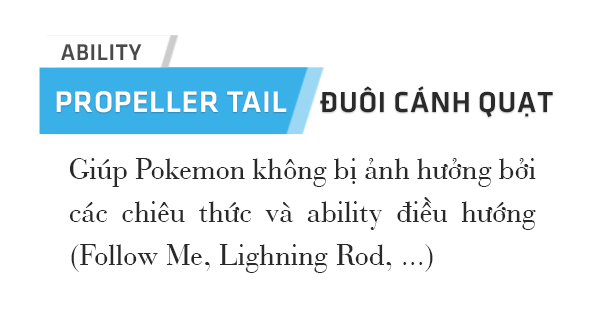 ABILITY
PROPELLER TAIL ĐUÔI CÁNH QUẠT
Giúp Pokemon không bị ảnh hưởng bởi
các chiêu thức và ability điều hướng
(Follow Me, Lighning Rod, ...)